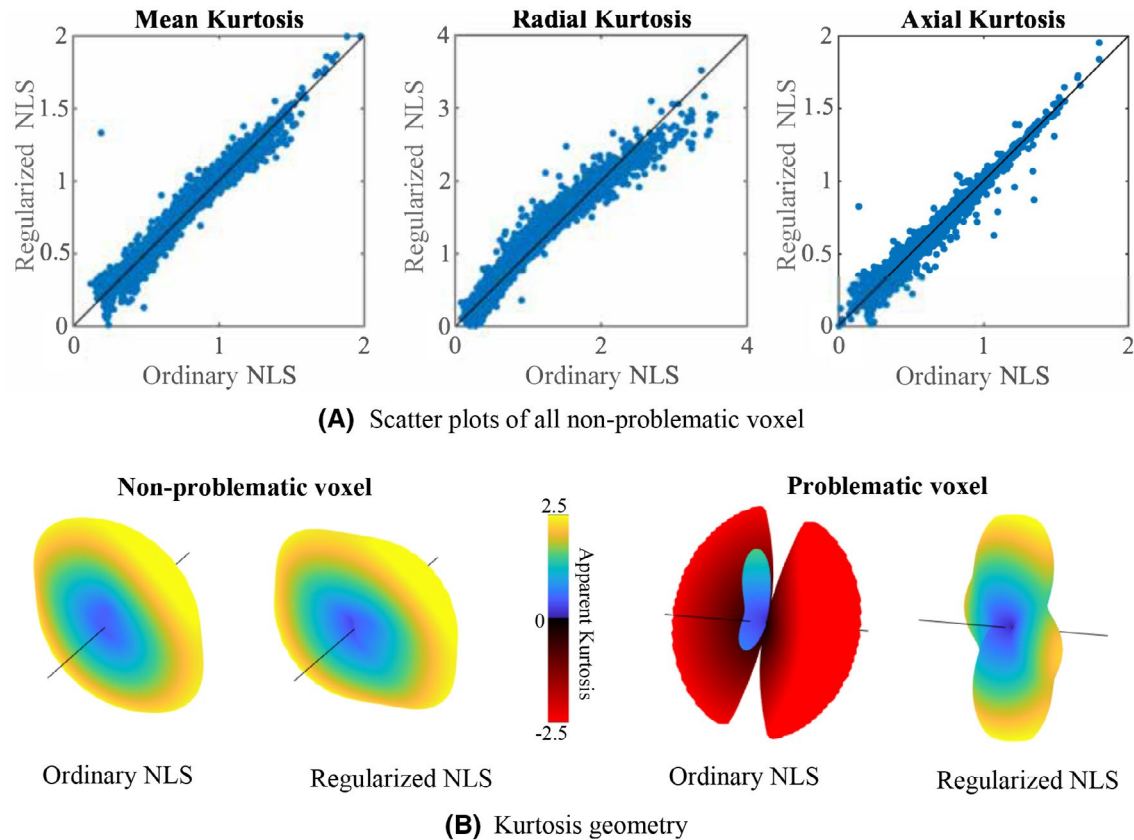 Mean Kurtosis
Radial Kurtosis
Axial Kurtosis
Regularized NLS
2
1.5
1
0.5
0
0
1
2
Ordinary NLS
Regularized NLS
4
3
2
1
0
0
2
4
Ordinary NLS
Regularized NLS
2
1.5
1
0.5
0
0
1
2
Ordinary NLS
(A) Scatter plots of all non-problematic voxel
Non-problematic voxel
Problematic voxel
2.5
0
-2.5
Apparent Kurtosis
Ordinary NLS
Regularized NLS
Ordinary NLS
Regularized NLS
(B) Kurtosis geometry